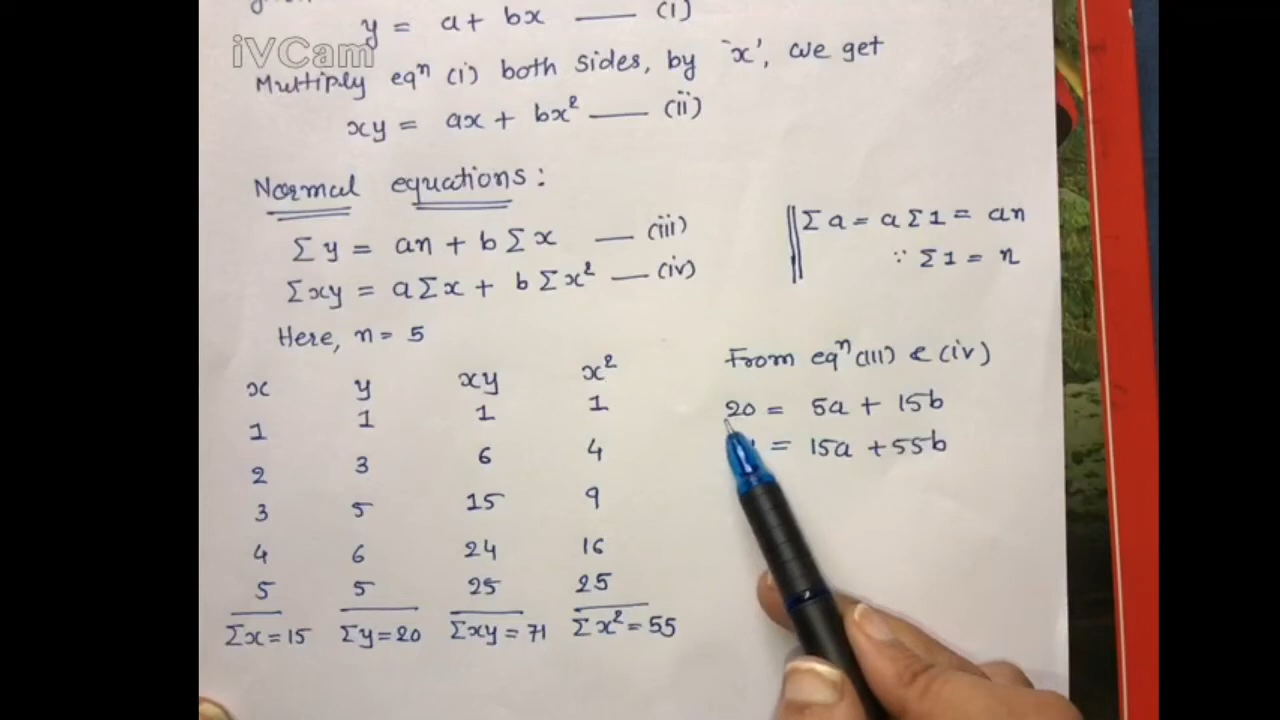 y = a + bx —— (i)
iVCam
Multiply eqⁿ (i) both sides, by 'x', we get
xy = ax + bx² —— (ii)
Normal equations:
Σy = an + bΣx —— (iii)
Σxy = aΣx + bΣx² —— (iv)
Σa = aΣ1 = an
∵ Σ1 = n
Here, n = 5
x y xy x²
1 1 1 1
2 3 6 4
3 5 15 9
4 6 24 16
5 5 25 25
Σx=15 Σy=20 Σxy=71 Σx²=55
From eqⁿ (III) & (iv)
20 = 5a + 15b
= 15a + 55b